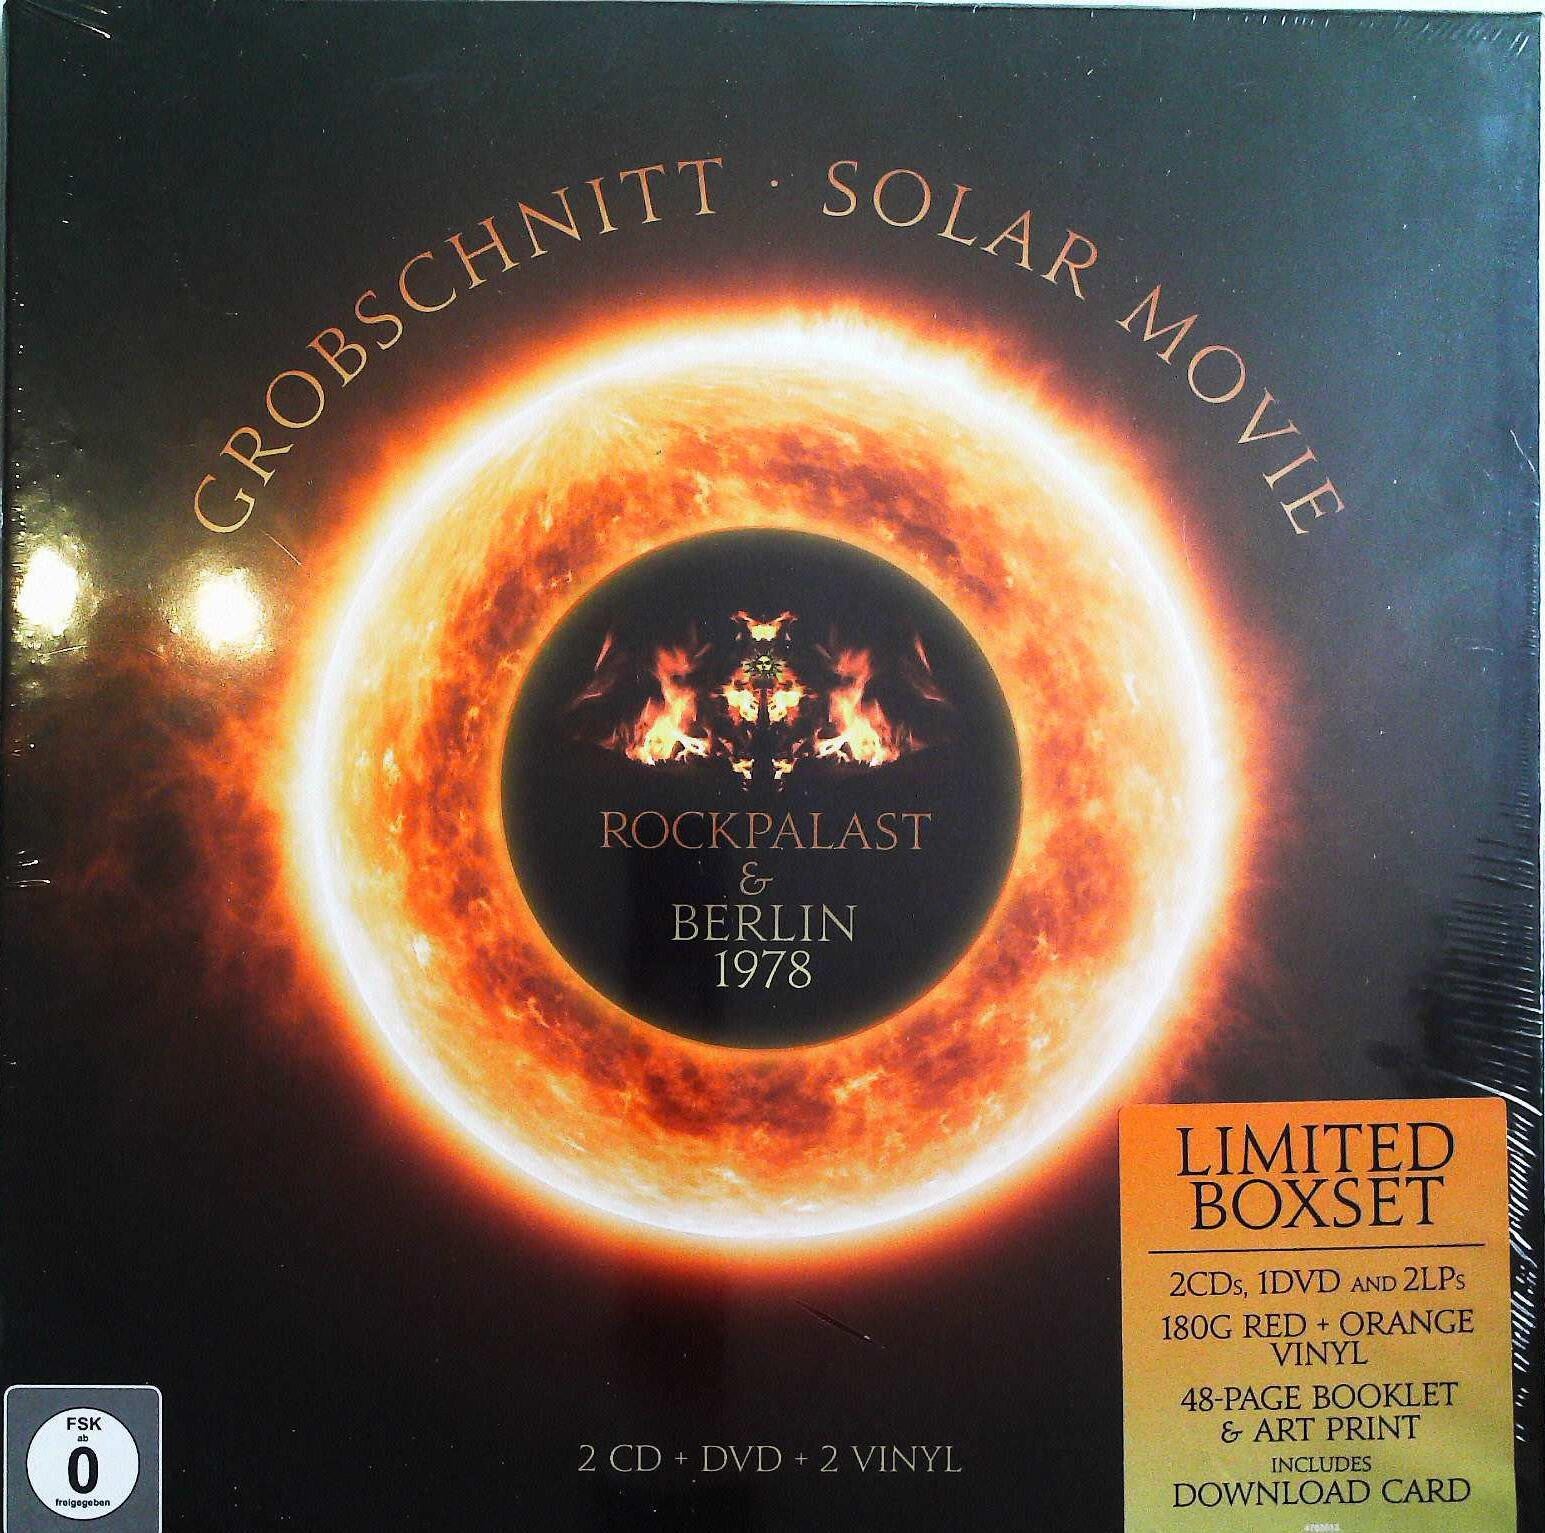 GROBSCHNITT · SOLAR MOVIE
ROCKPALAST
&
BERLIN
1978
LIMITED
BOXSET
2CDs, 1DVD AND 2LPs
180G RED + ORANGE
VINYL
48-PAGE BOOKLET
& ART PRINT
INCLUDES
DOWNLOAD CARD
2 CD + DVD + 2 VINYL
FSK
ab
0
freigegeben